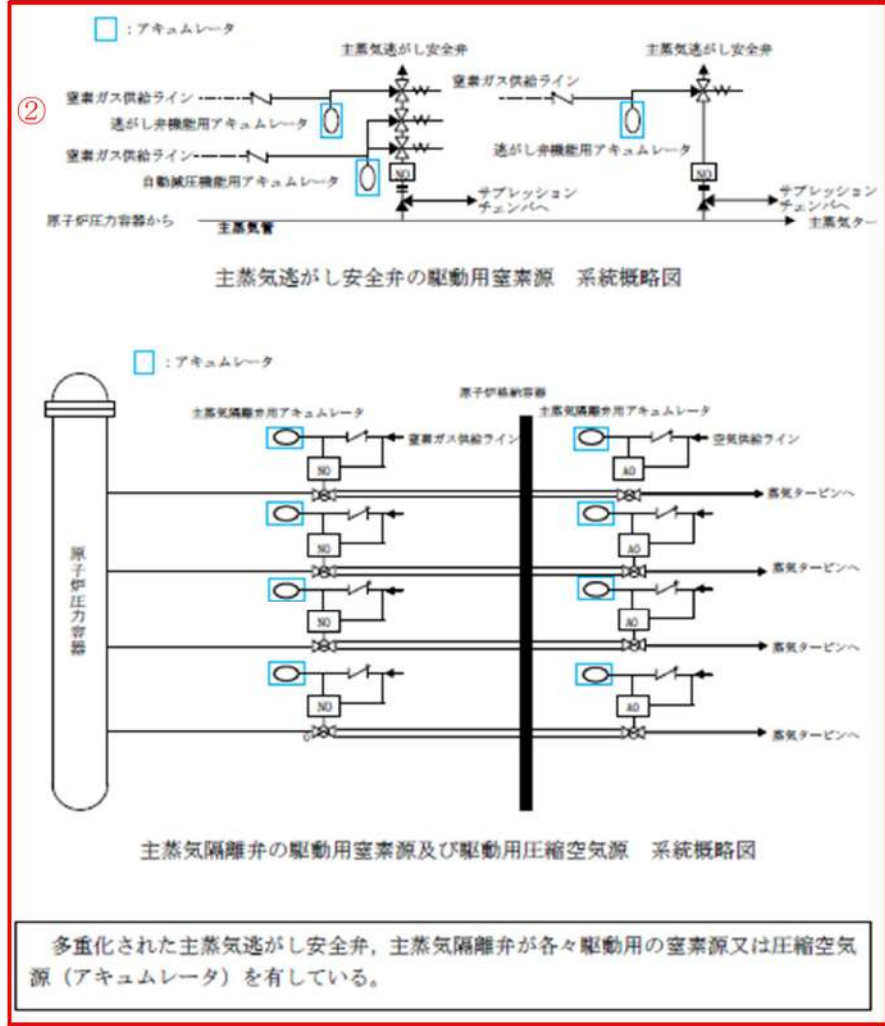 ：アキュムレータ
主蒸気逃がし安全弁
主蒸気逃がし安全弁
②
窒素ガス供給ライン
窒素ガス供給ライン
逃がし弁機能用アキュムレータ
逃がし弁機能用アキュムレータ
窒素ガス供給ライン
自動減圧機能用アキュムレータ
NO
NO
サプレッション
チェンバへ
サプレッション
チェンバへ
原子炉圧力容器から
主蒸気管
主蒸気ター
主蒸気逃がし安全弁の駆動用窒素源　系統概略図
：アキュムレータ
原子炉格納容器
主蒸気隔離弁用アキュムレータ
主蒸気隔離弁用アキュムレータ
窒素ガス供給ライン
空気供給ライン
NO
AO
蒸気タービンへ
NO
AO
蒸気タービンへ
NO
AO
蒸気タービンへ
NO
AO
蒸気タービンへ
原子炉圧力容器
主蒸気隔離弁の駆動用窒素源及び駆動用圧縮空気源　系統概略図
多重化された主蒸気逃がし安全弁，主蒸気隔離弁が各々駆動用の窒素源又は圧縮空気
源（アキュムレータ）を有している。